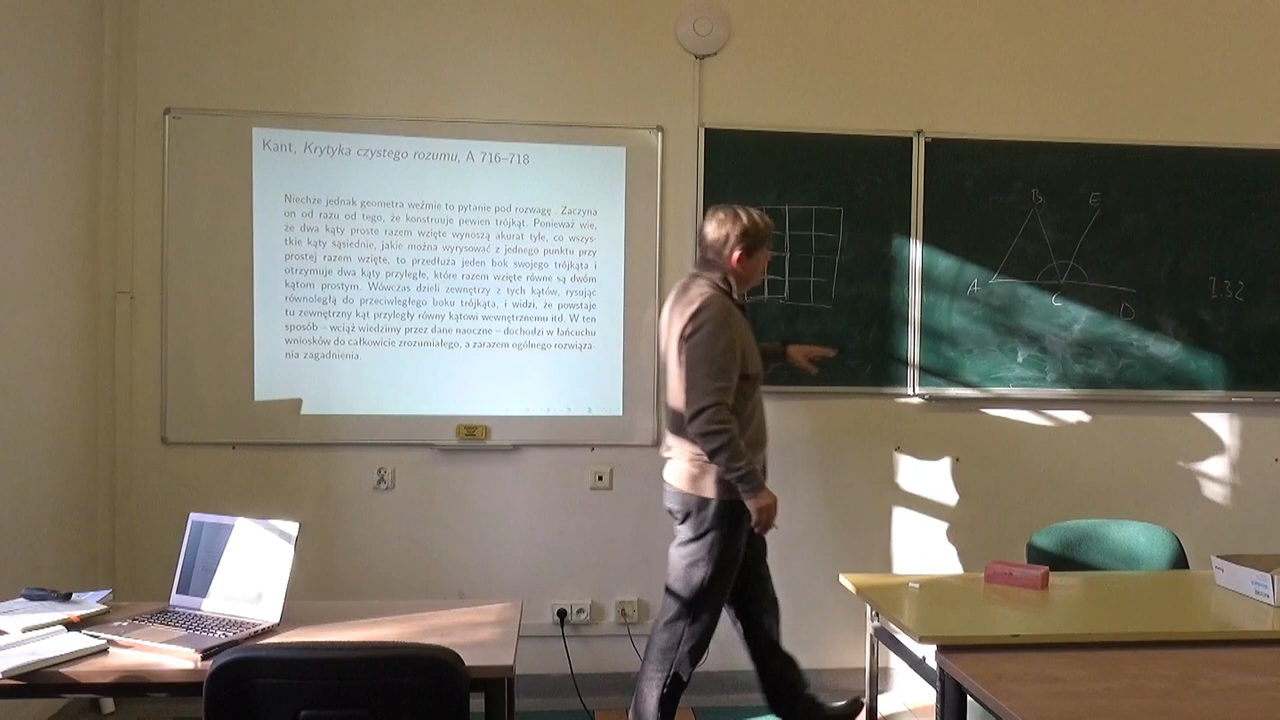 Kant, Krytyka czystego rozumu, A 716–718
Niechże jednak geometra weźmie to pytanie pod rozwagę . Zaczyna
on od razu od tego, że konstruuje pewien trójkąt. Ponieważ wie,
że dwa kąty proste razem wzięte wynoszą akurat tyle, co wszys-
tkie kąty sąsiednie, jakie można wyrysować z jednego punktu przy
prostej razem wzięte, to przedłuża jeden bok swojego trójkąta i
otrzymuje dwa kąty przyległe, które razem wzięte równe są dwóm
kątom prostym. Wówczas dzieli zewnętrzy z tych kątów, rysując
równoległą do przeciwległego boku trójkąta, i widzi, że powstaje
tu zewnętrzny kąt przyległy równy kątowi wewnętrznemu itd. W ten
sposób – wciąż wiedzimy przez dane naoczne – dochodzi w łańcuchu
wniosków do całkowicie zrozumiałego, a zarazem ogólnego rozwiąza-
nia zagadnienia.
B E
A C D
I.32